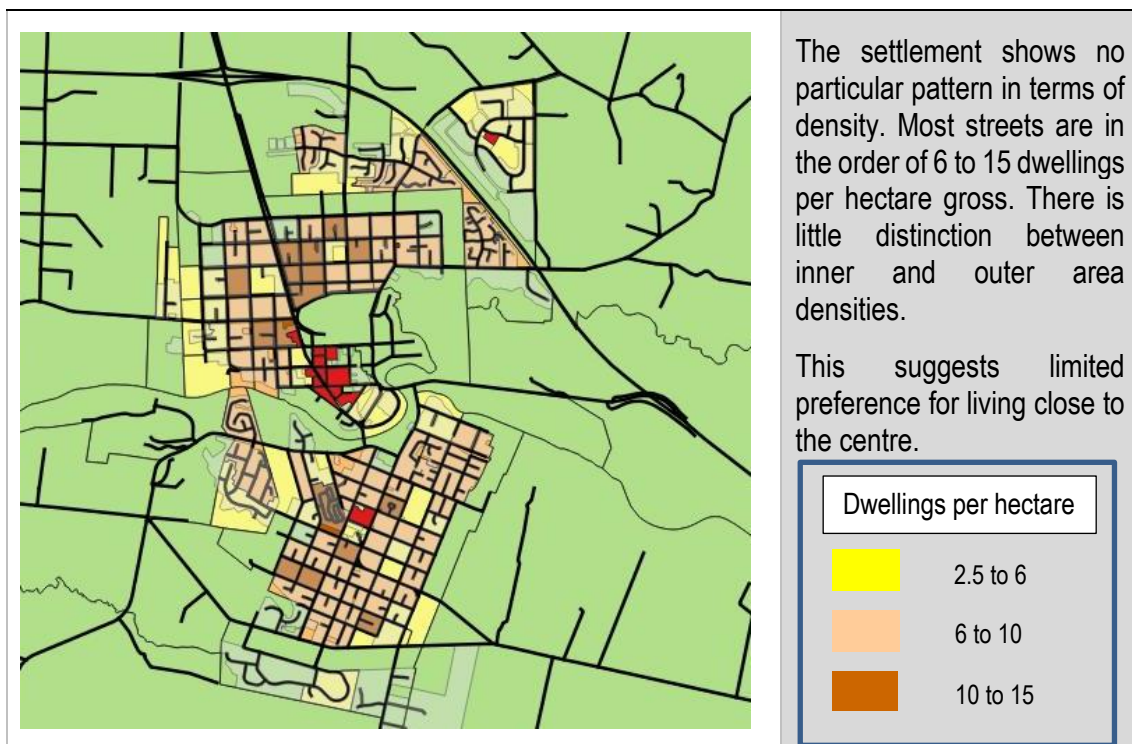 The settlement shows no
particular pattern in terms of
density. Most streets are in
the order of 6 to 15 dwellings
per hectare gross. There is
little distinction between
inner and outer area
densities.
This suggests limited
preference for living close to
the centre.
Dwellings per hectare
2.5 to 6
6 to 10
10 to 15